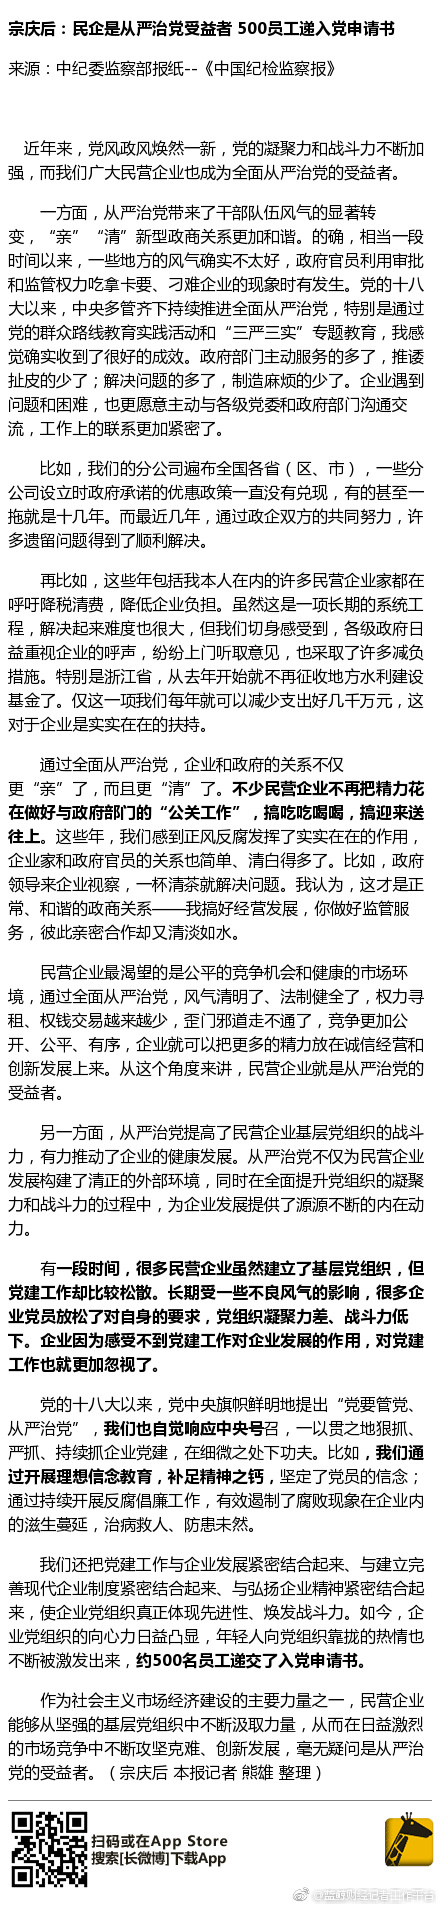 宗庆后：民企是从严治党受益者 500员工递入党申请书
来源：中纪委监察部报纸--《中国纪检监察报》
近年来，党风政风焕然一新，党的凝聚力和战斗力不断加
强，而我们广大民营企业也成为全面从严治党的受益者。
一方面，从严治党带来了干部队伍风气的显著转
变，“亲”“清”新型政商关系更加和谐。的确，相当一段
时间以来，一些地方的风气确实不太好，政府官员利用审批
和监管权力吃拿卡要、刁难企业的现象时有发生。党的十八
大以来，中央多管齐下持续推进全面从严治党，特别是通过
党的群众路线教育实践活动和“三严三实”专题教育，我感
觉确实收到了很好的成效。政府部门主动服务的多了，推诿
扯皮的少了；解决问题的多了，制造麻烦的少了。企业遇到
问题和困难，也更愿意主动与各级党委和政府部门沟通交
流，工作上的联系更加紧密了。
比如，我们的分公司遍布全国各省（区、市），一些分
公司设立时政府承诺的优惠政策一直没有兑现，有的甚至一
拖就是十几年。而最近几年，通过政企双方的共同努力，许
多遗留问题得到了顺利解决。
再比如，这些年包括我本人在内的许多民营企业家都在
呼吁降税清费，降低企业负担。虽然这是一项长期的系统工
程，解决起来难度也很大，但我们切身感受到，各级政府日
益重视企业的呼声，纷纷上门听取意见，也采取了许多减负
措施。特别是浙江省，从去年开始就不再征收地方水利建设
基金了。仅这一项我们每年就可以减少支出好几千万元，这
对于企业是实实在在的扶持。
通过全面从严治党，企业和政府的关系不仅
更“亲”了，而且更“清”了。不少民营企业不再把精力花
在做好与政府部门的“公关工作”，搞吃吃喝喝，搞迎来送
往上。这些年，我们感到正风反腐发挥了实实在在的作用，
企业家和政府官员的关系也简单、清白得多了。比如，政府
领导来企业视察，一杯清茶就解决问题。我认为，这才是正
常、和谐的政商关系——我搞好经营发展，你做好监管服
务，彼此亲密合作却又清淡如水。
民营企业最渴望的是公平的竞争机会和健康的市场环
境，通过全面从严治党，风气清明了、法制健全了，权力寻
租、权钱交易越来越少，歪门邪道走不通了，竞争更加公
开、公平、有序，企业就可以把更多的精力放在诚信经营和
创新发展上来。从这个角度来讲，民营企业就是从严治党的
受益者。
另一方面，从严治党提高了民营企业基层党组织的战斗
力，有力推动了企业的健康发展。从严治党不仅为民营企业
发展构建了清正的外部环境，同时在全面提升党组织的凝聚
力和战斗力的过程中，为企业发展提供了源源不断的内在动
力。
有一段时间，很多民营企业虽然建立了基层党组织，但
党建工作却比较松散。长期受一些不良风气的影响，很多企
业党员放松了对自身的要求，党组织凝聚力差、战斗力低
下。企业因为感受不到党建工作对企业发展的作用，对党建
工作也就更加忽视了。
党的十八大以来，党中央旗帜鲜明地提出“党要管党、
从严治党”，我们也自觉响应中央号召，一以贯之地狠抓、
严抓、持续抓企业党建，在细微之处下功夫。比如，我们通
过开展理想信念教育，补足精神之钙，坚定了党员的信念；
通过持续开展反腐倡廉工作，有效遏制了腐败现象在企业内
的滋生蔓延，治病救人、防患未然。
我们还把党建工作与企业发展紧密结合起来、与建立完
善现代企业制度紧密结合起来、与弘扬企业精神紧密结合起
来，使企业党组织真正体现先进性、焕发战斗力。如今，企
业党组织的向心力日益凸显，年轻人向党组织靠拢的热情也
不断被激发出来，约500名员工递交了入党申请书。
作为社会主义市场经济建设的主要力量之一，民营企业
能够从坚强的基层党组织中不断汲取力量，从而在日益激烈
的市场竞争中不断攻坚克难、创新发展，毫无疑问是从严治
党的受益者。（宗庆后 本报记者 熊雄 整理）
扫码或在App Store
搜索[长微博]下载App